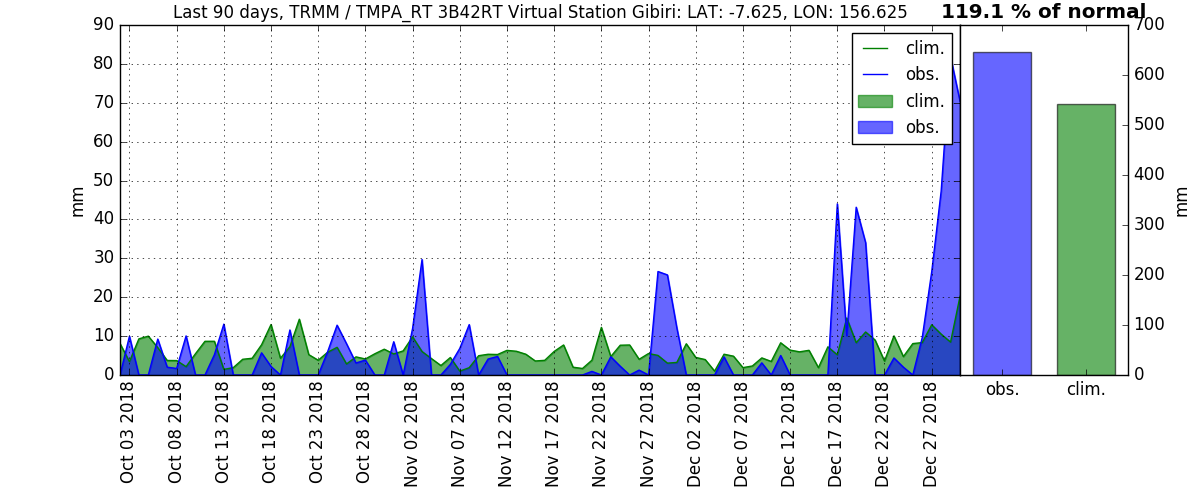 Last 90 days, TRMM / TMPA_RT 3B42RT Virtual Station Gibiri: LAT: -7.625, LON: 156.625
119.1 % of normal
90
80
70
60
50
40
30
20
10
0
mm
clim.
obs.
clim.
obs.
Oct 03 2018
Oct 08 2018
Oct 13 2018
Oct 18 2018
Oct 23 2018
Oct 28 2018
Nov 02 2018
Nov 07 2018
Nov 12 2018
Nov 17 2018
Nov 22 2018
Nov 27 2018
Dec 02 2018
Dec 07 2018
Dec 12 2018
Dec 17 2018
Dec 22 2018
Dec 27 2018
obs.
clim.
700
600
500
400
300
200
100
0
mm